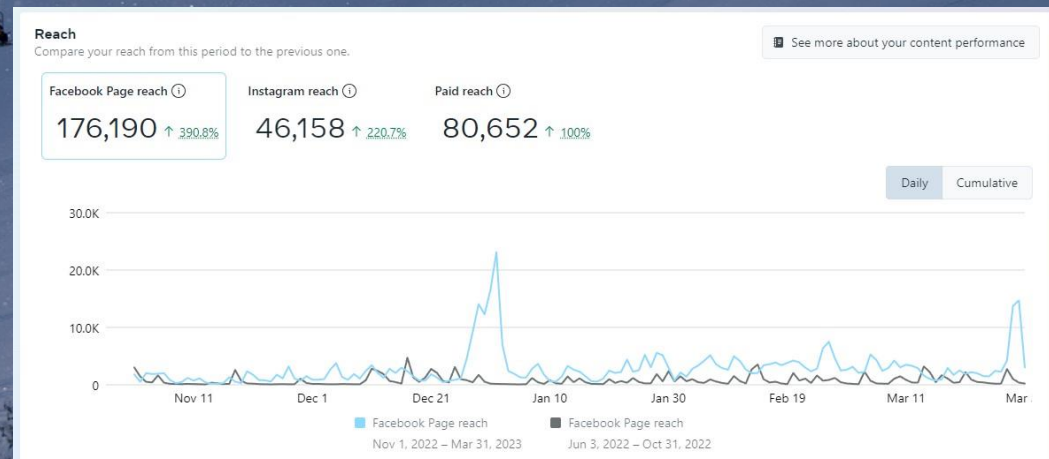 Reach
Compare your reach from this period to the previous one.
See more about your content performance
Facebook Page reach
176,190 ↑ 390.8%
Instagram reach
46,158 ↑ 220.7%
Paid reach
80,652 ↑ 100%
Daily
Cumulative
30.0K
20.0K
10.0K
0
Nov 11
Dec 1
Dec 21
Jan 10
Jan 30
Feb 19
Mar 11
Mar
Facebook Page reach
Nov 1, 2022 – Mar 31, 2023
Facebook Page reach
Jun 3, 2022 – Oct 31, 2022